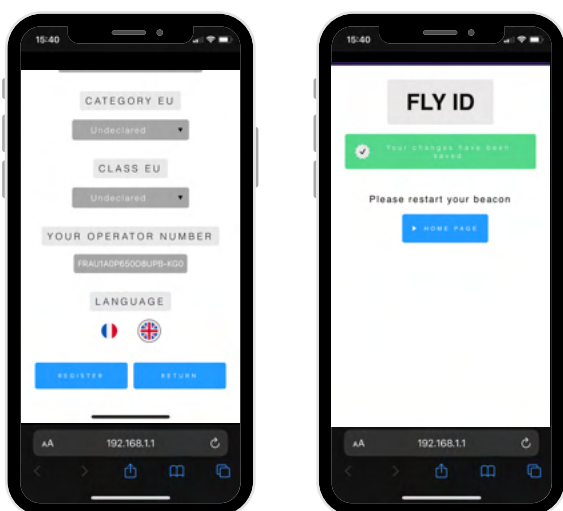 15:40
CATEGORY EU
Undeclared
CLASS EU
Undeclared
YOUR OPERATOR NUMBER
FRAU1A0P65OO8UPB-KG0
LANGUAGE
REGISTER
RETURN
AA
192.168.1.1
15:40
FLY ID
Your changes have been
saved
Please restart your beacon
HOME PAGE
AA
192.168.1.1